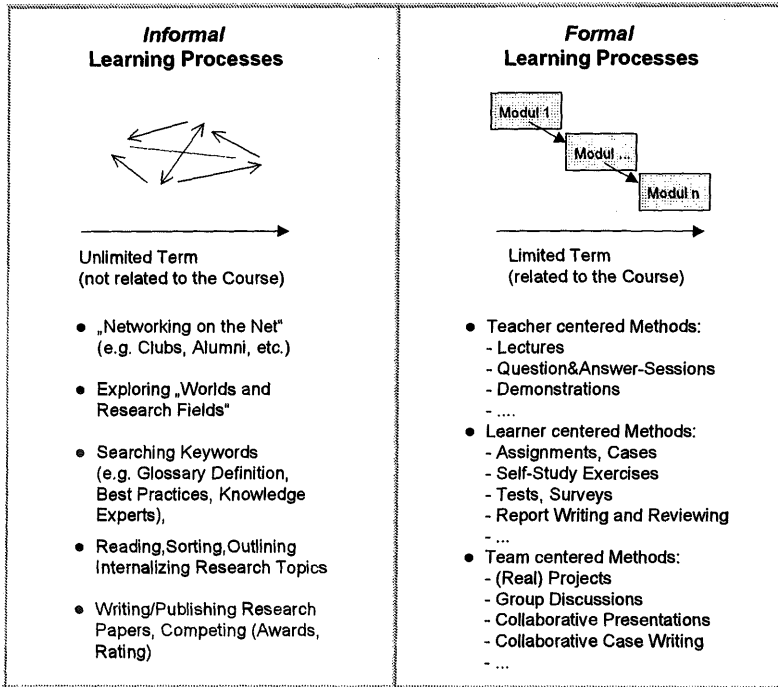 Informal
Learning Processes
Unlimited Term
(not related to the Course)
● „Networking on the Net“
(e.g. Clubs, Alumni, etc.)
● Exploring „Worlds and
Research Fields“
● Searching Keywords
(e.g. Glossary Definition,
Best Practices, Knowledge
Experts),
● Reading,Sorting,Outlining
Internalizing Research Topics
● Writing/Publishing Research
Papers, Competing (Awards,
Rating)
Formal
Learning Processes
Modul 1
Modul ...
Modul n
Limited Term
(related to the Course)
● Teacher centered Methods:
- Lectures
- Question&Answer-Sessions
- Demonstrations
- ....
● Learner centered Methods:
- Assignments, Cases
- Self-Study Exercises
- Tests, Surveys
- Report Writing and Reviewing
- ...
● Team centered Methods:
- (Real) Projects
- Group Discussions
- Collaborative Presentations
- Collaborative Case Writing
- ...